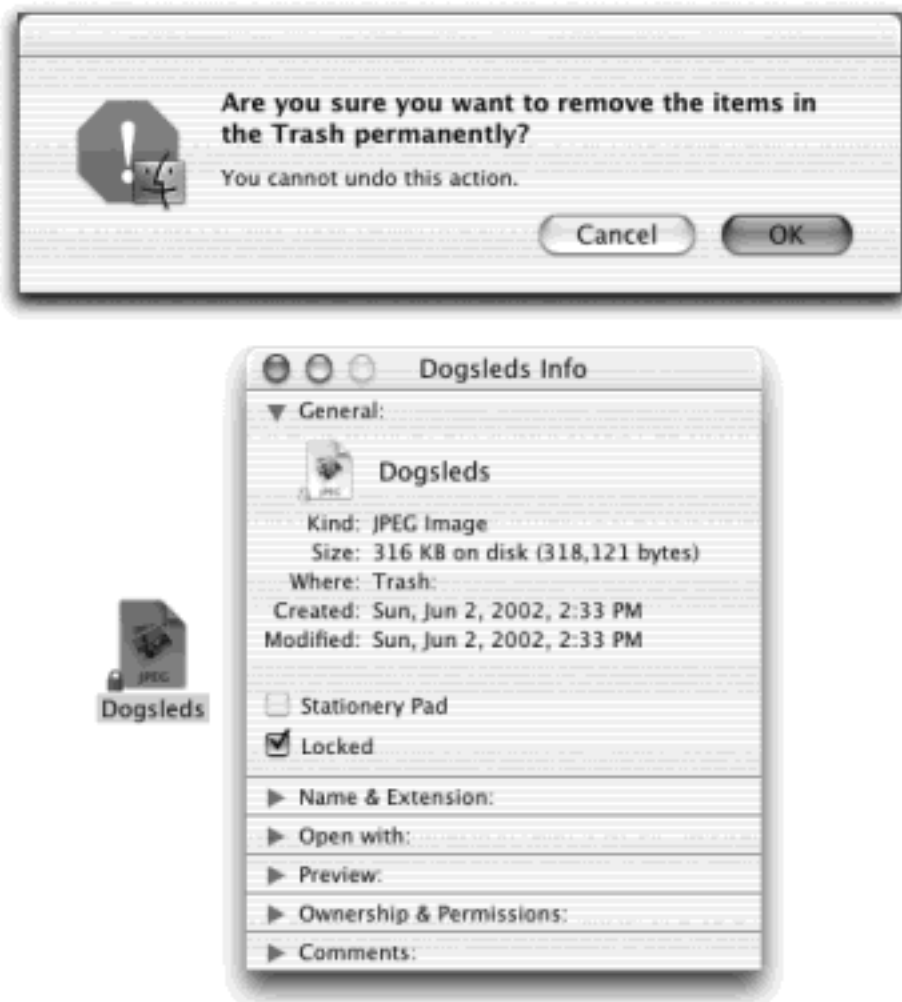 Are you sure you want to remove the items in
the Trash permanently?
You cannot undo this action.
Cancel OK
Dogsleds Info
General:
JPEG
Dogsleds
Kind: JPEG Image
Size: 316 KB on disk (318,121 bytes)
Where: Trash:
Created: Sun, Jun 2, 2002, 2:33 PM
Modified: Sun, Jun 2, 2002, 2:33 PM
JPEG
Dogsleds
Stationery Pad
Locked
Name & Extension:
Open with:
Preview:
Ownership & Permissions:
Comments: